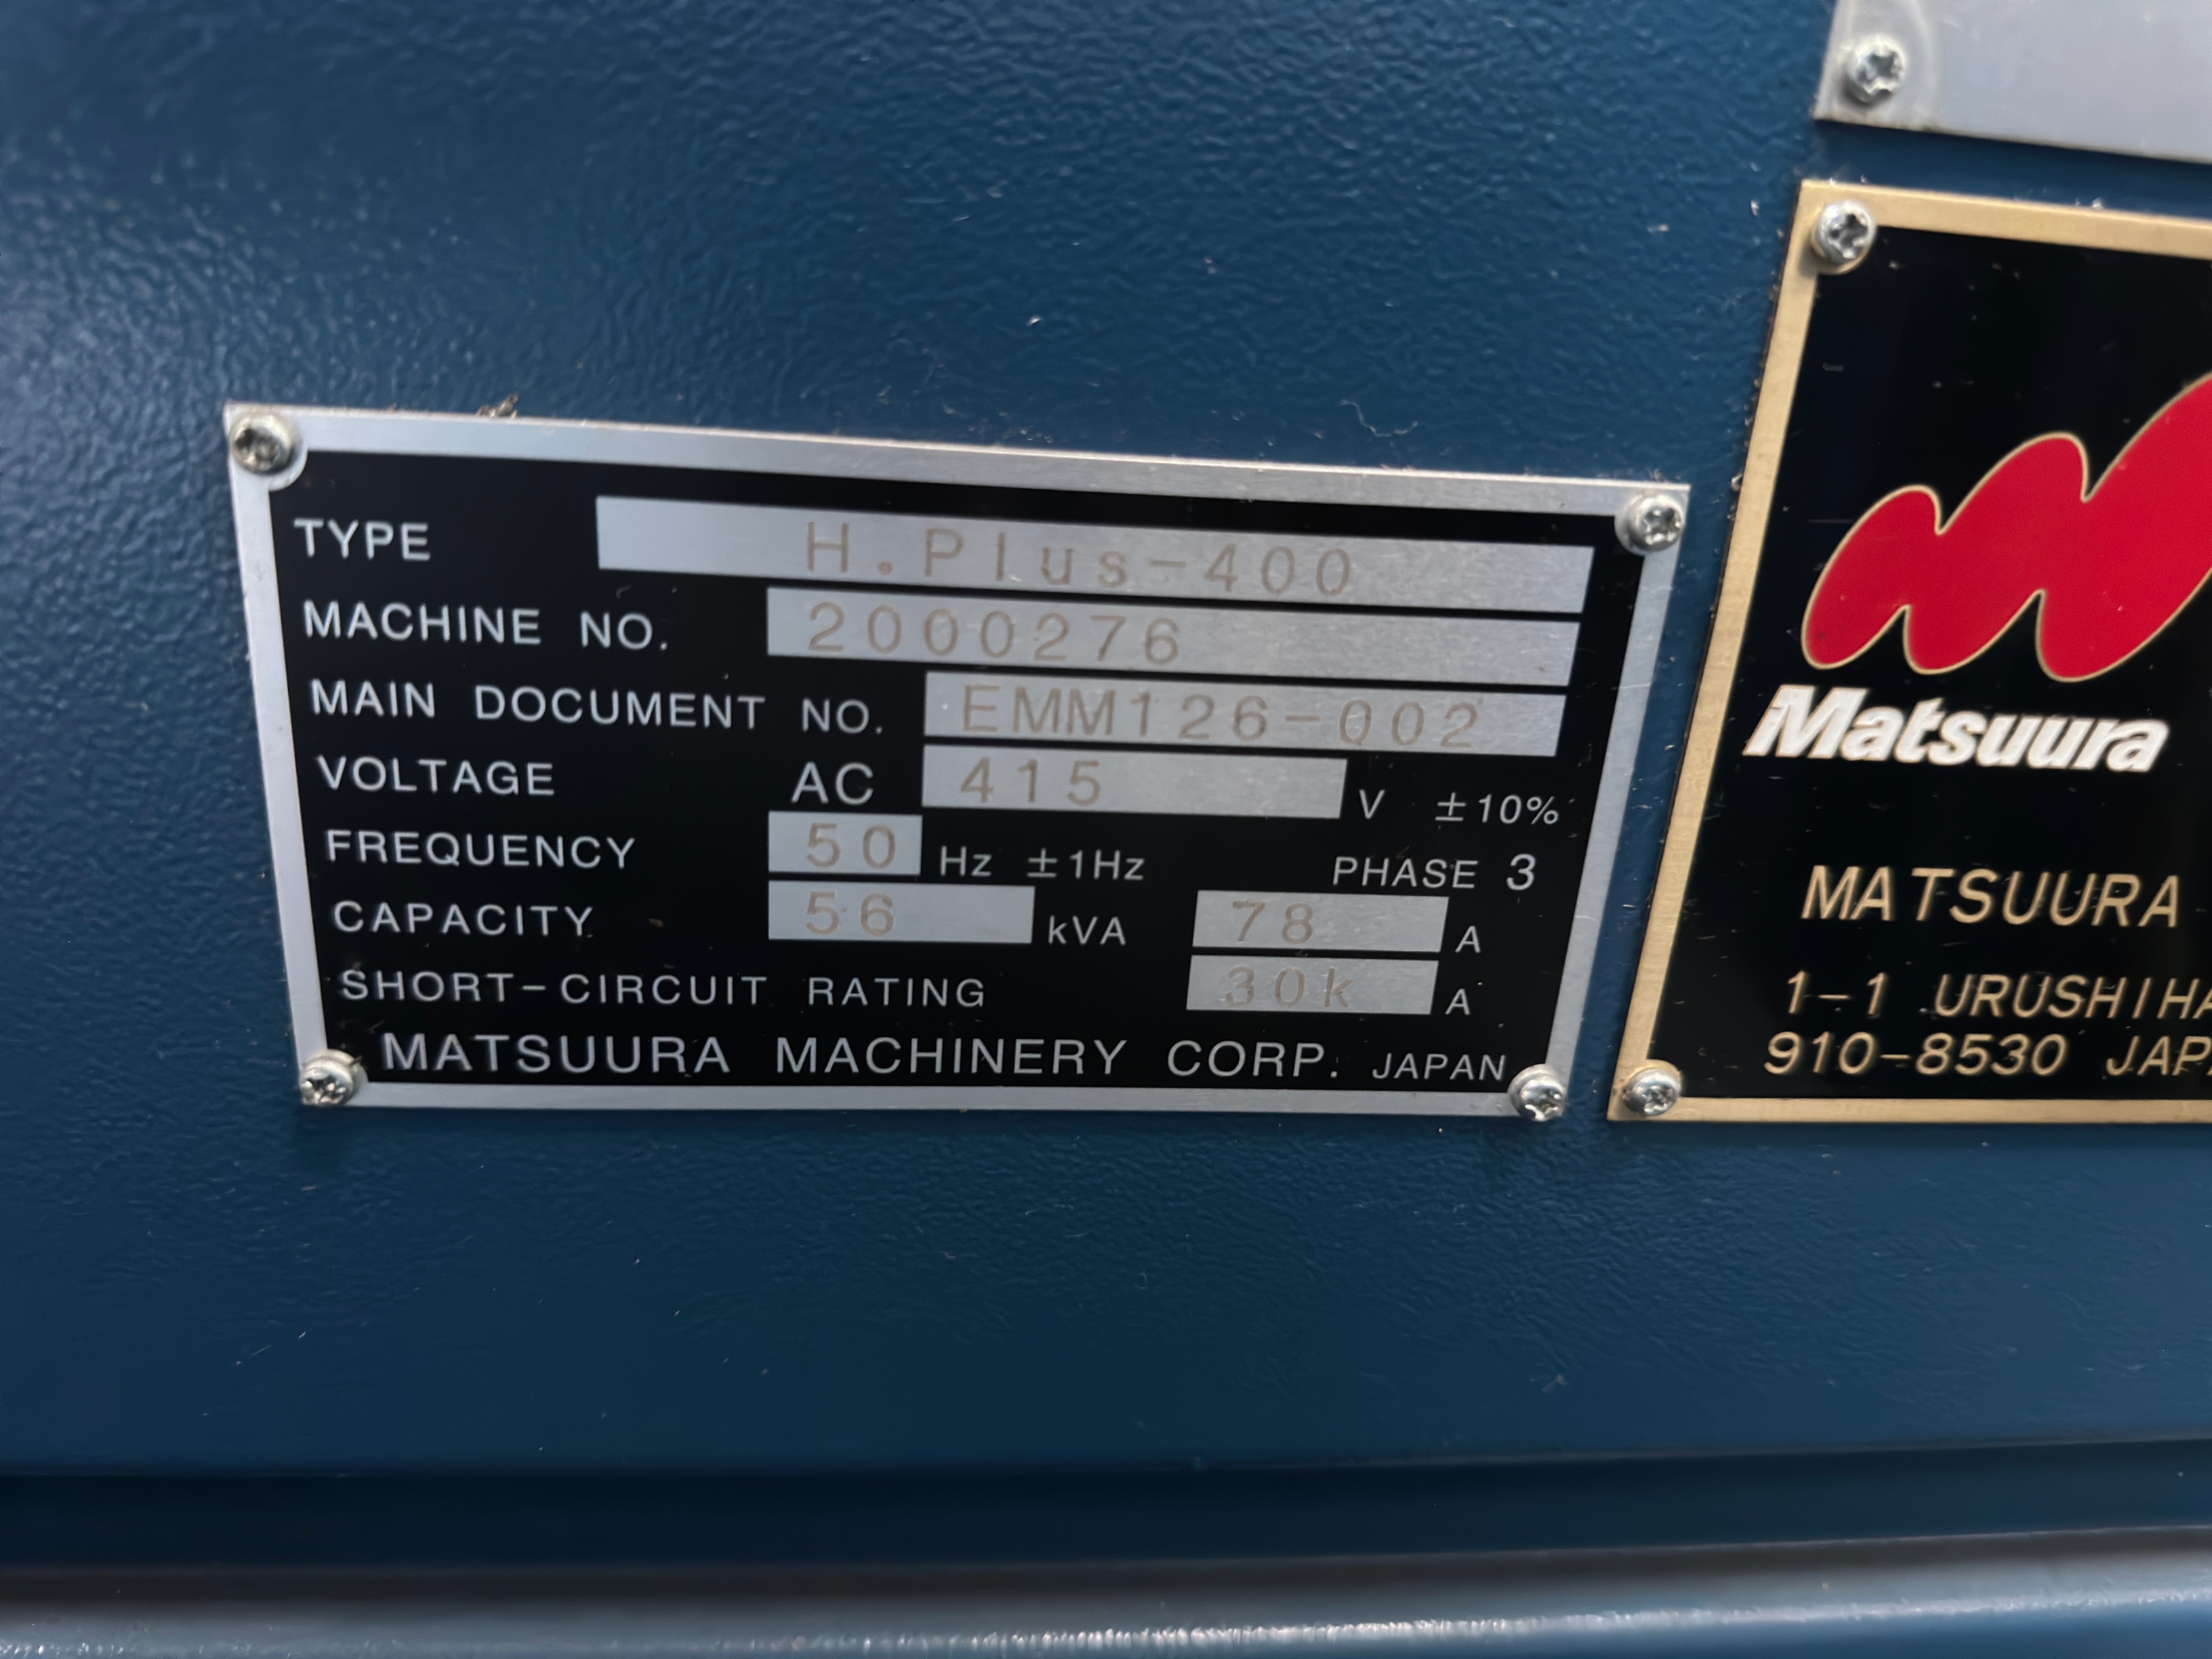 TYPE H.Plus-400
MACHINE NO. 2000276
MAIN DOCUMENT NO. EMM126-002
VOLTAGE AC 415 V ±10%
FREQUENCY 50 Hz ±1Hz PHASE 3
CAPACITY 56 kVA 78 A
SHORT-CIRCUIT RATING 30k A
MATSUURA MACHINERY CORP. JAPAN
Matsuura
MATSUURA
1-1
910-8530